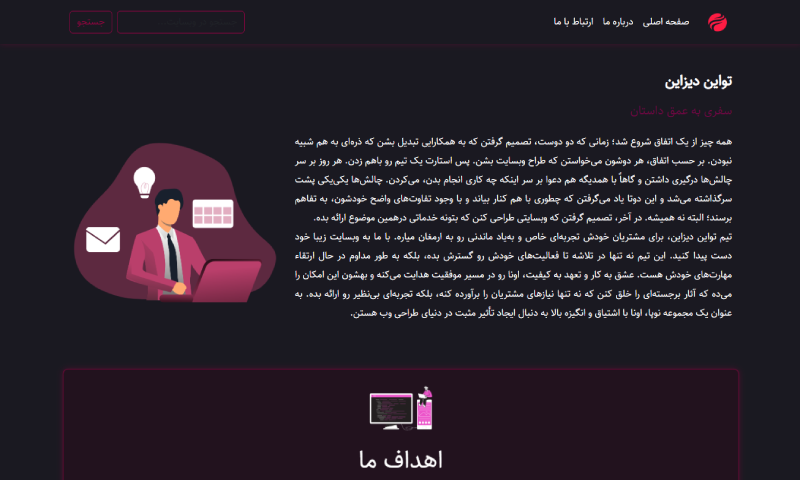 صفحه اصلی
درباره ما
ارتباط با ما
جستجو
تواین دیزاین
سفری به عمق داستان
همه چیز از یک اتفاق شروع شد؛ زمانی که دو دوست، تصمیم گرفتن که به همکارایی تبدیل بشن که ذره‌ای به هم شبیه
نبودن. بر حسب اتفاق، هر دوشون می‌خواستن که طراح وبسایت بشن. پس استارت یک تیم رو باهم زدن. هر روز بر سر
چالش‌ها درگیری داشتن و گاهاً با همدیگه هم دعوا بر سر اینکه چه کاری انجام بدن، می‌کردن. چالش‌ها یکی‌یکی پشت
سرگذاشته می‌شد و این دوتا یاد می‌گرفتن که چطوری با هم کنار بیاند و با وجود تفاوت‌های واضح خودشون، به تفاهم
برسند؛ البته نه همیشه. در آخر، تصمیم گرفتن که وبسایتی طراحی کنن که بتونه خدماتی درهمین موضوع ارائه بده.
تیم تواین دیزاین، برای مشتریان خودش تجربه‌ای خاص و به‌یاد ماندنی رو به ارمغان میاره. با ما به وبسایت زیبا خود
دست پیدا کنید. این تیم نه تنها در تلاشه تا فعالیت‌های خودش رو گسترش بده، بلکه به طور مداوم در حال ارتقاء
مهارت‌های خودش هست. عشق به کار و تعهد به کیفیت، اونا رو در مسیر موفقیت هدایت می‌کنه و بهشون این امکان را
می‌ده که آثار برجسته‌ای را خلق کنن که نه تنها نیازهای مشتریان را برآورده کنه، بلکه تجربه‌ای بی‌نظیر رو ارائه بده. به
عنوان یک مجموعه نوپا، اونا با اشتیاق و انگیزه بالا به دنبال ایجاد تأثیر مثبت در دنیای طراحی وب هستن.
اهداف ما